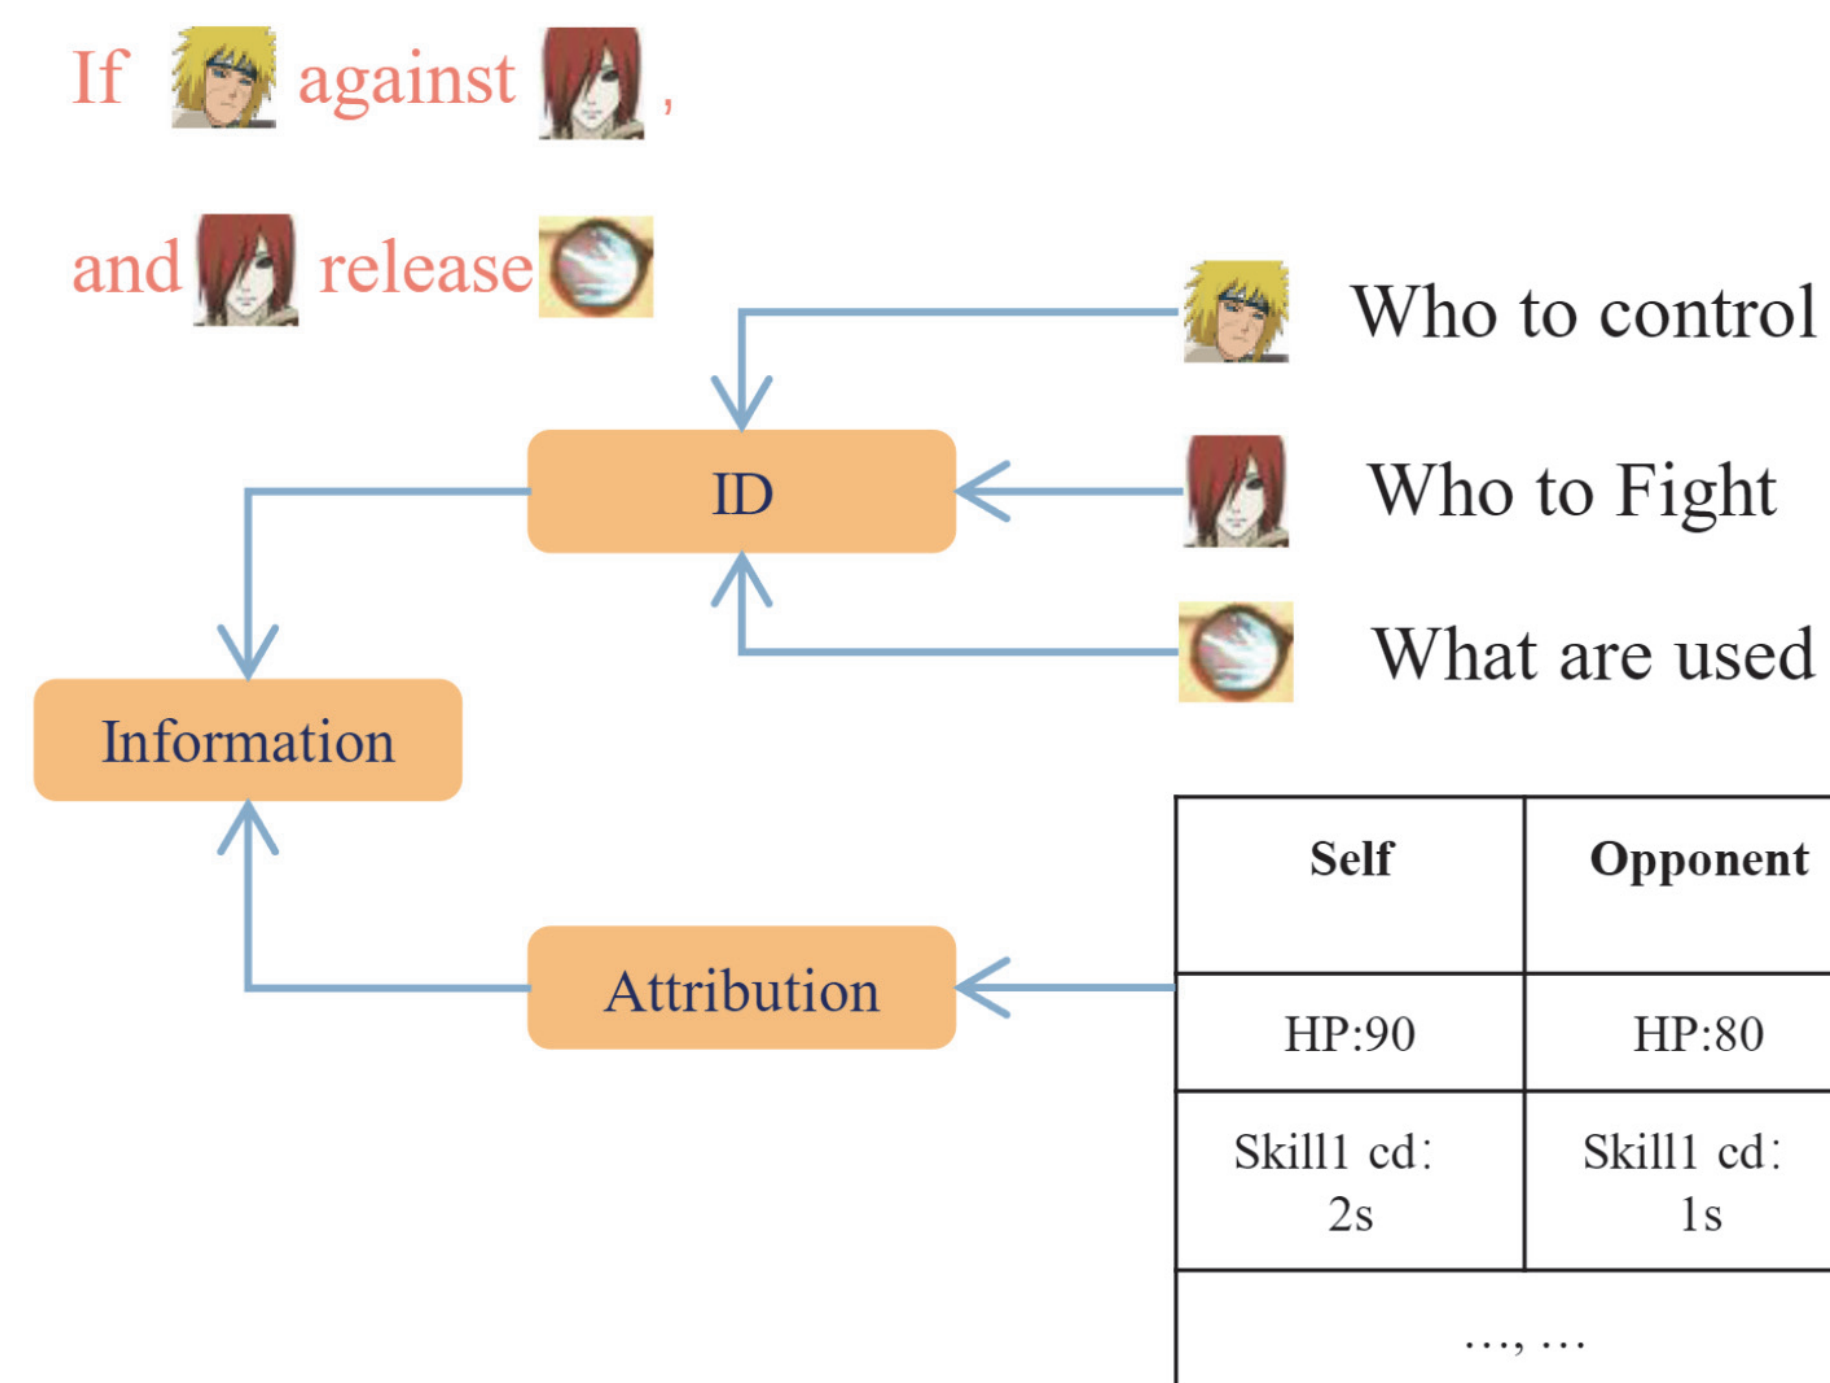 If against ,
and release
Who to control
ID
Who to Fight
What are used
Information
Self Opponent
Attribution
HP:90 HP:80
Skill1 cd: Skill1 cd:
2s 1s
…, …